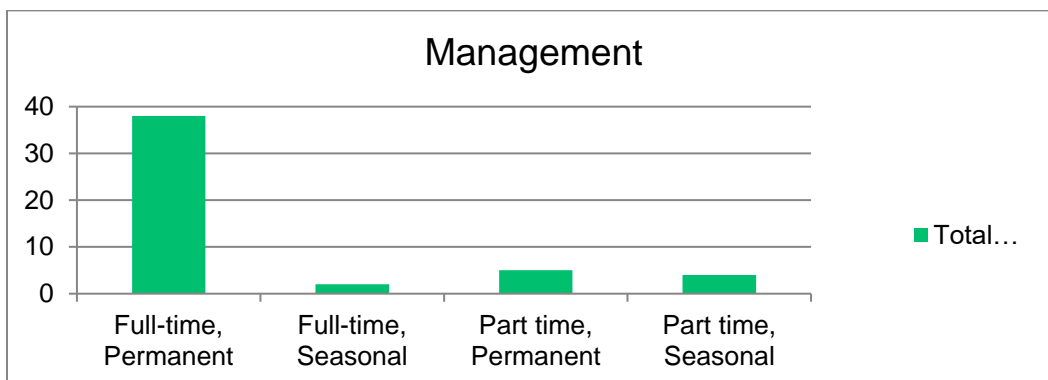 Management
40
30
20
10
0
Full-time,
Permanent
Full-time,
Seasonal
Part time,
Permanent
Part time,
Seasonal
Total…